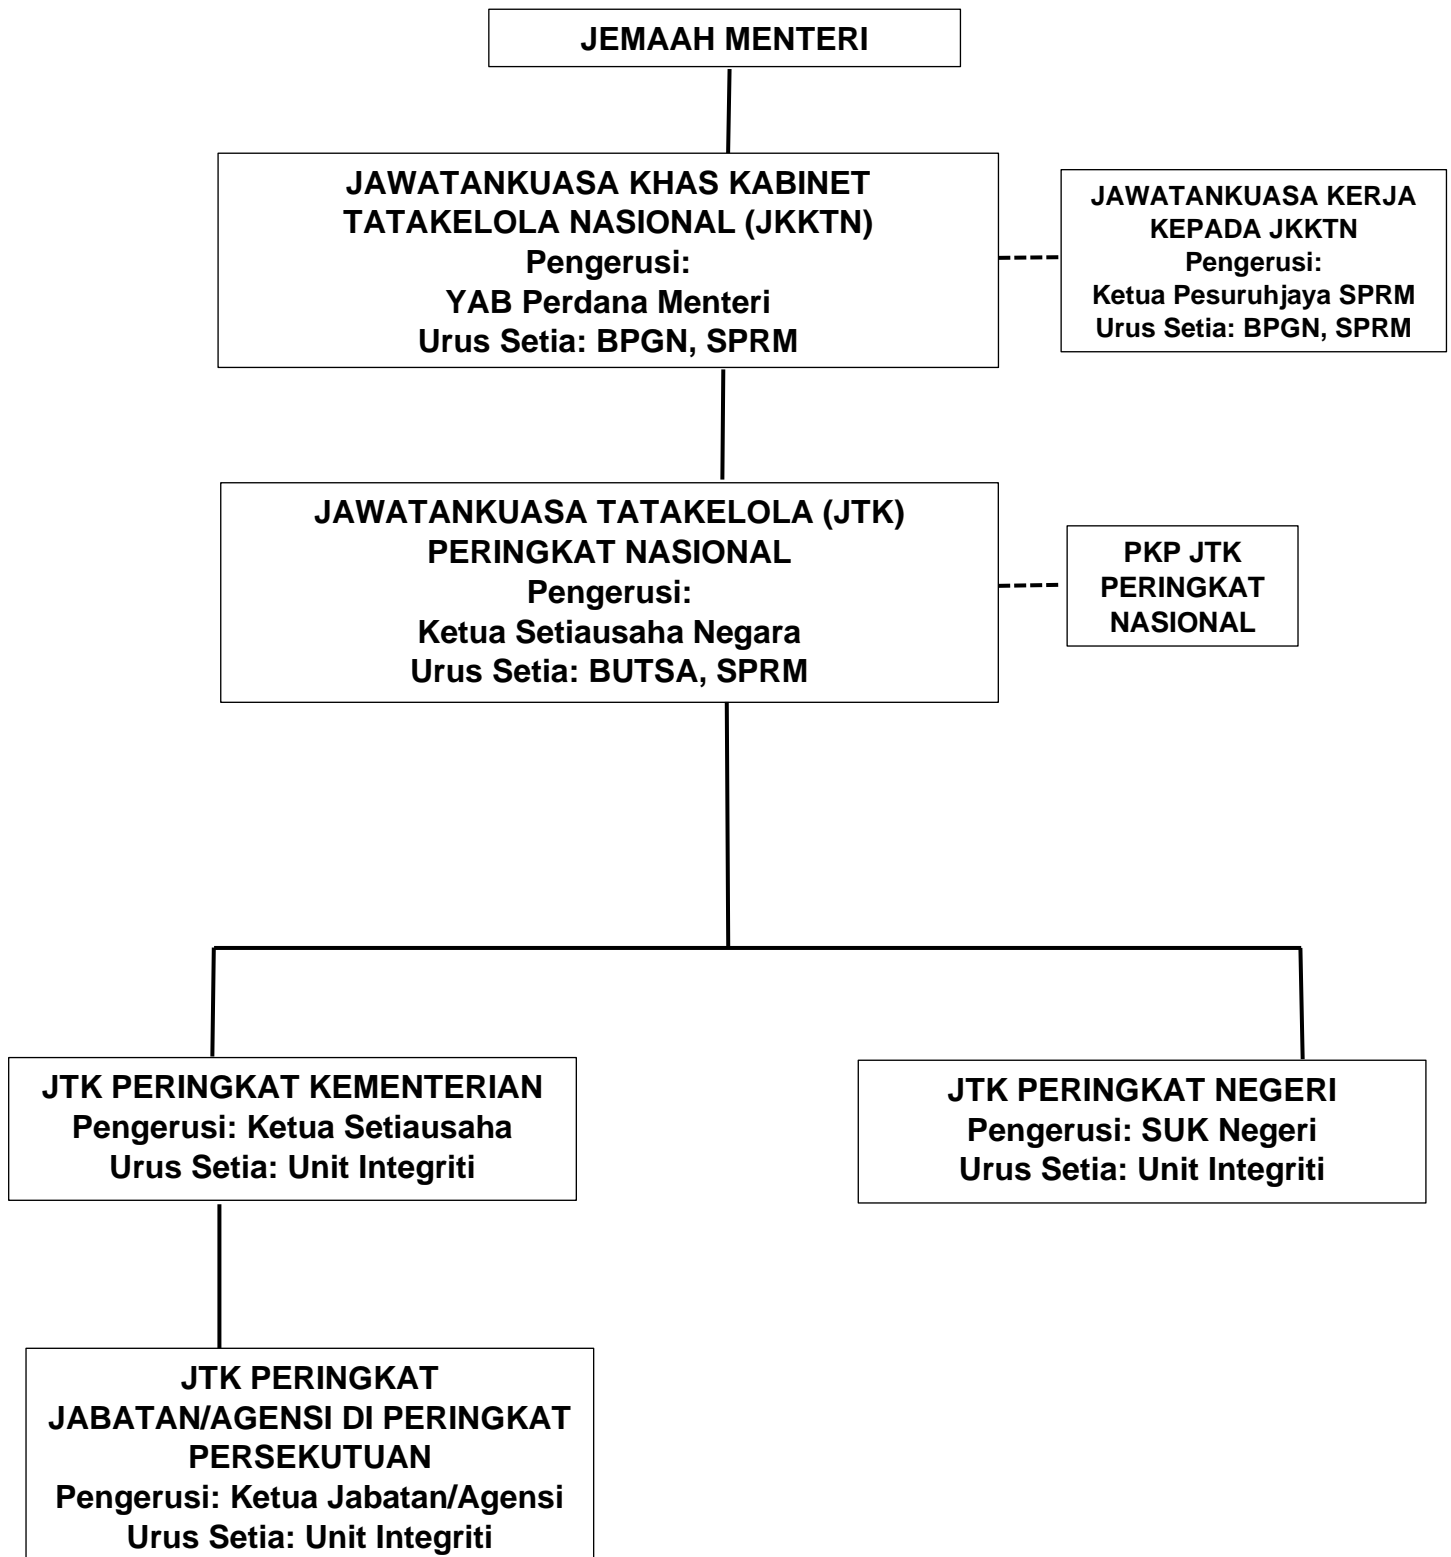 JEMAAH MENTERI
JAWATANKUASA KHAS KABINET
TATAKELOLA NASIONAL (JKKTN)
Pengerusi:
YAB Perdana Menteri
Urus Setia: BPGN, SPRM
JAWATANKUASA KERJA
KEPADA JKKTN
Pengerusi:
Ketua Pesuruhjaya SPRM
Urus Setia: BPGN, SPRM
JAWATANKUASA TATAKELOLA (JTK)
PERINGKAT NASIONAL
Pengerusi:
Ketua Setiausaha Negara
Urus Setia: BUTSA, SPRM
PKP JTK
PERINGKAT
NASIONAL
JTK PERINGKAT KEMENTERIAN
Pengerusi: Ketua Setiausaha
Urus Setia: Unit Integriti
JTK PERINGKAT NEGERI
Pengerusi: SUK Negeri
Urus Setia: Unit Integriti
JTK PERINGKAT
JABATAN/AGENSI DI PERINGKAT
PERSEKUTUAN
Pengerusi: Ketua Jabatan/Agensi
Urus Setia: Unit Integriti